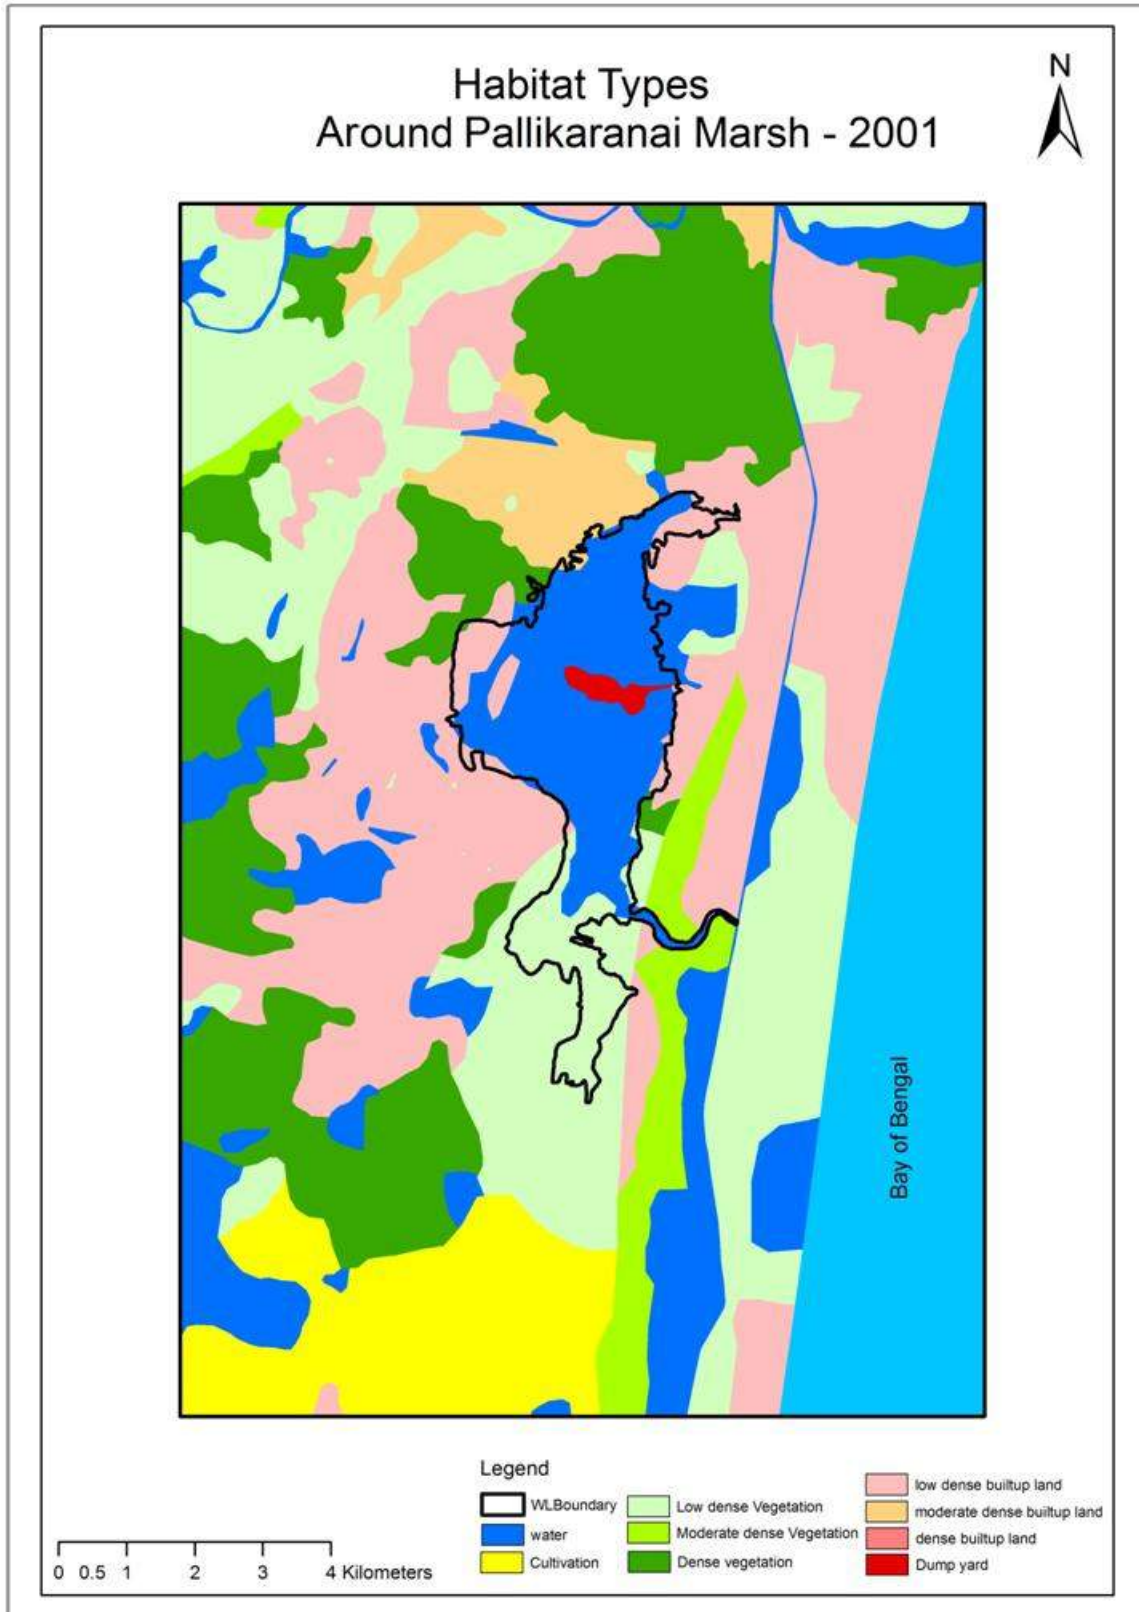 Habitat Types
Around Pallikaranai Marsh - 2001
N
Bay of Bengal
Legend
WLBoundary
water
Cultivation
Low dense Vegetation
Moderate dense Vegetation
Dense vegetation
low dense builtup land
moderate dense builtup land
dense builtup land
Dump yard
0 0.5 1 2 3 4 Kilometers